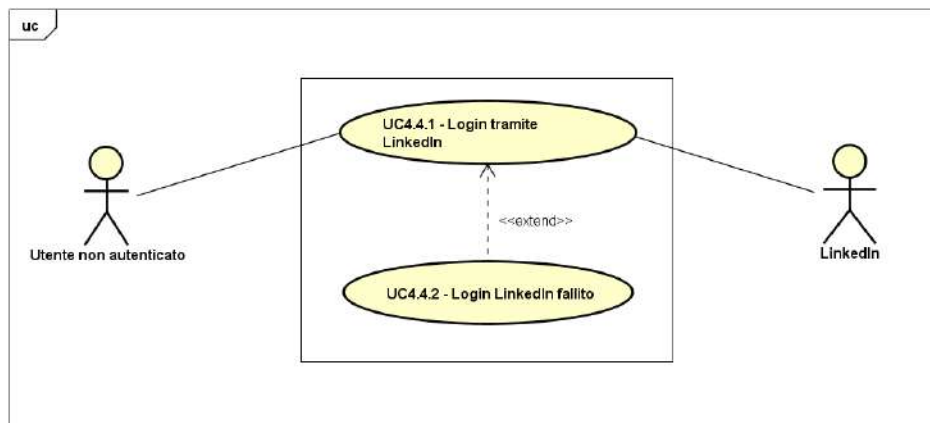 uc
UC4.4.1 - Login tramite
LinkedIn
<<extend>>
Utente non autenticato
LinkedIn
UC4.4.2 - Login LinkedIn fallito